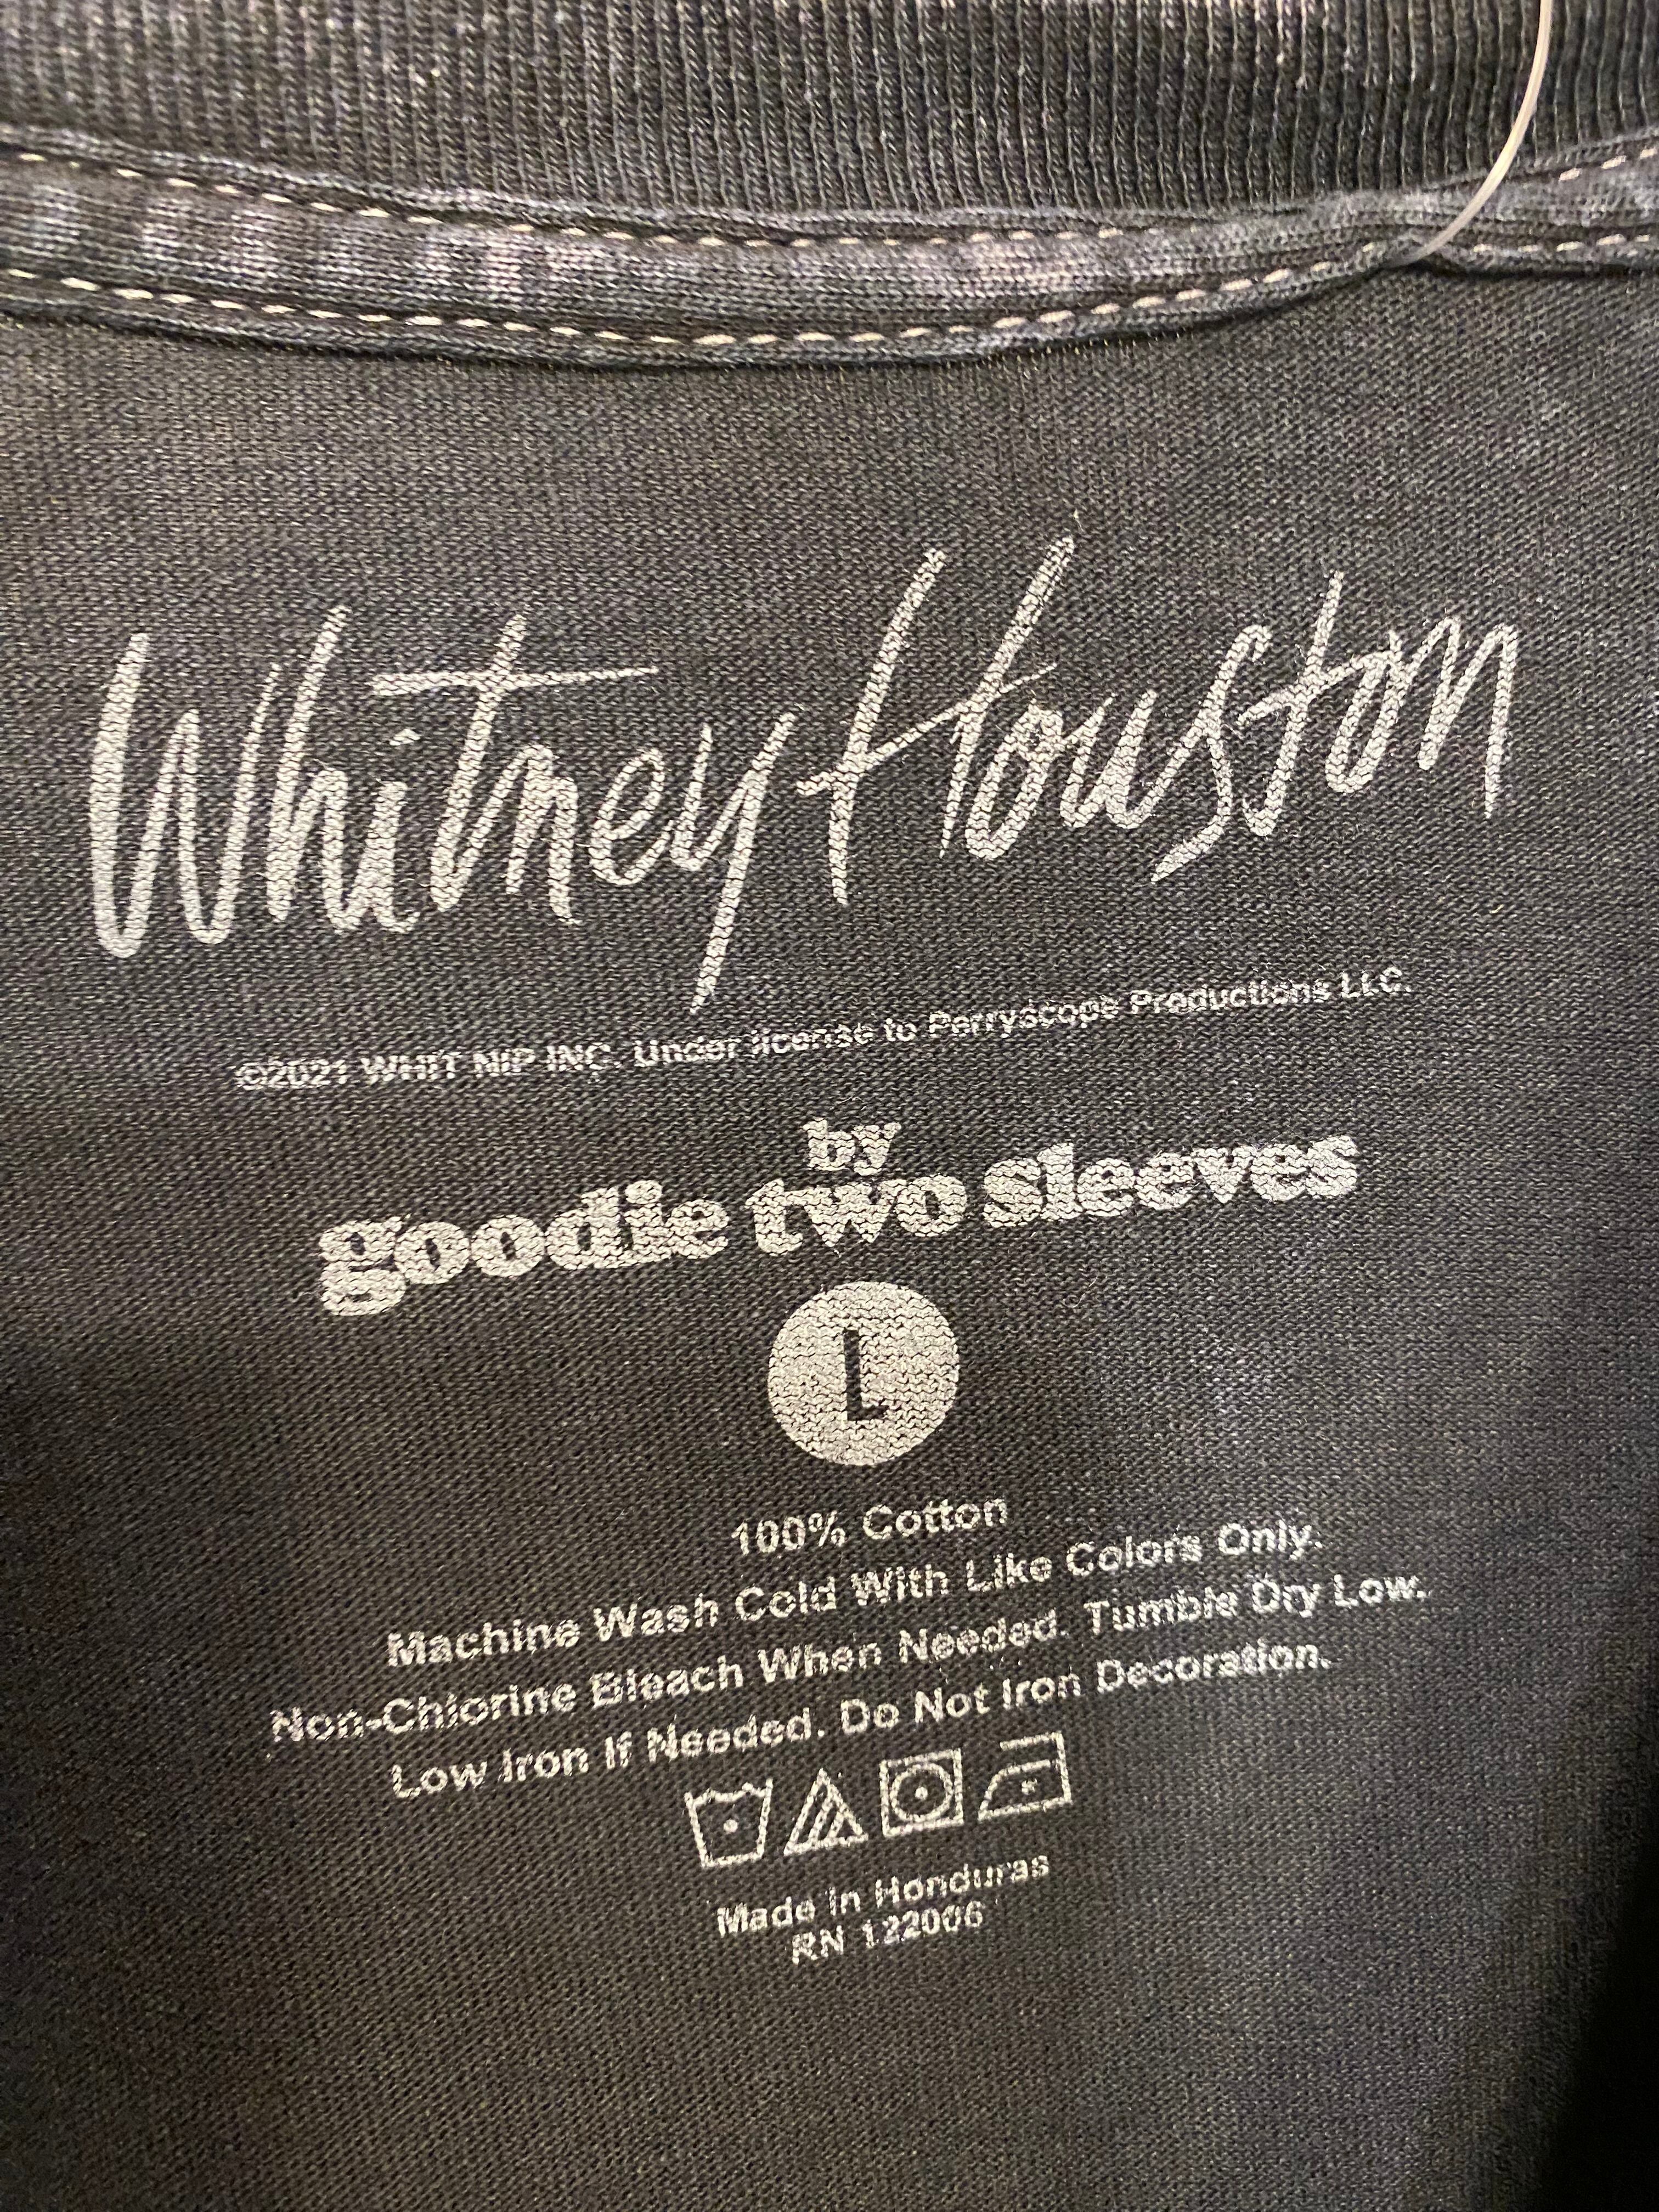 Whitney Houston
©2021 WHIT NIP INC. Under license to Perryscope Productions LLC.
by
goodie two sleeves
L
100% Cotton
Machine Wash Cold With Like Colors Only.
Non-Chlorine Bleach When Needed. Tumble Dry Low.
Low Iron If Needed. Do Not Iron Decoration.
Made in Honduras
RN 122006